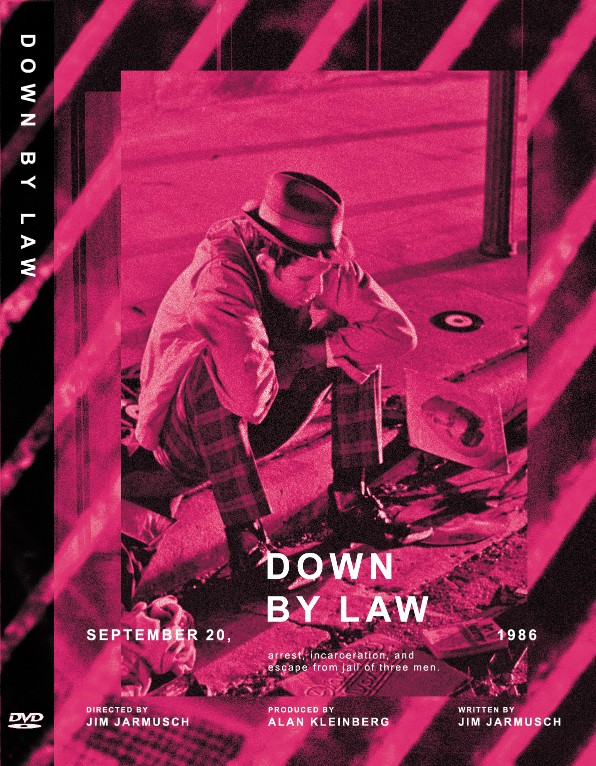 DOWN BY LAW
DOWN
BY LAW
SEPTEMBER 20,
1986
arrest, incarceration, and
escape from jail of three men.
DIRECTED BY
JIM JARMUSCH
PRODUCED BY
ALAN KLEINBERG
WRITTEN BY
JIM JARMUSCH
DVD